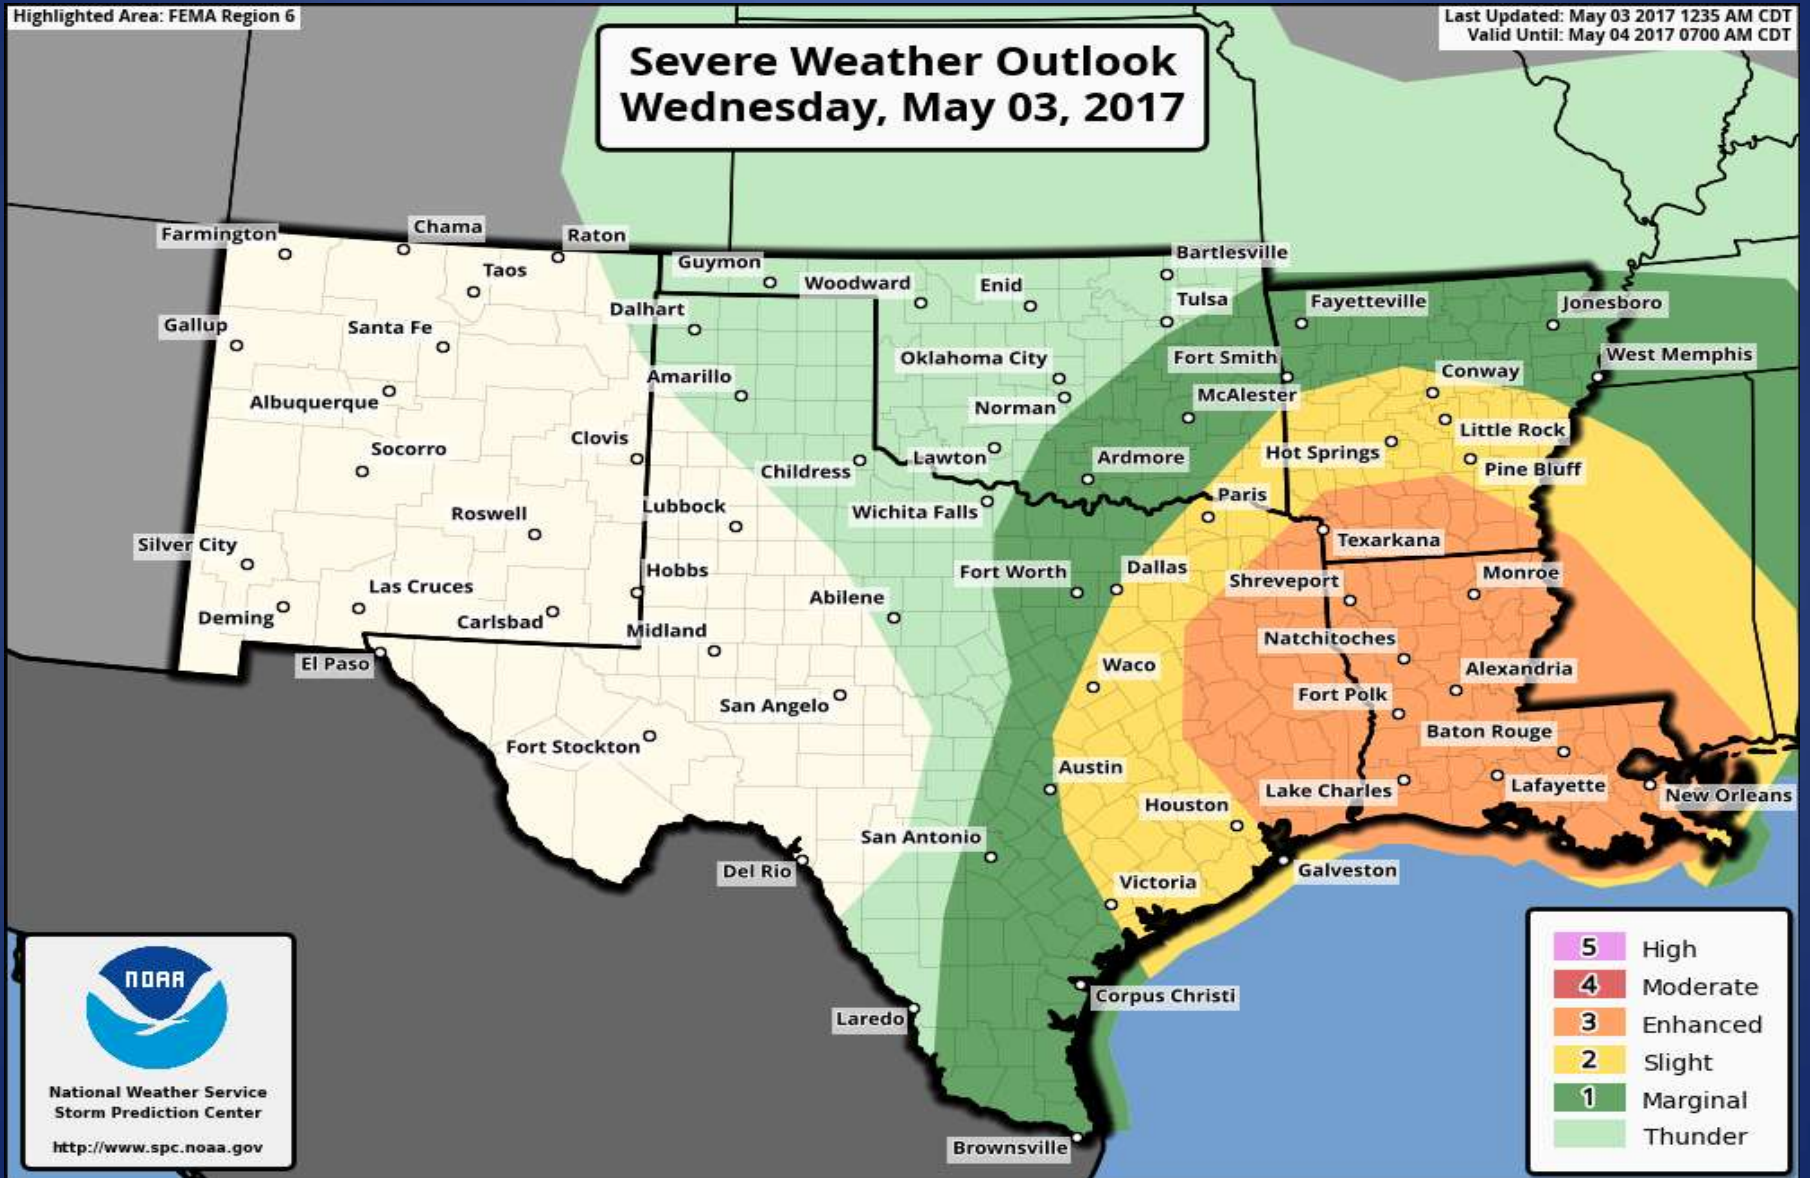 Highlighted Area: FEMA Region 6
Last Updated: May 03 2017 1235 AM CDT
Valid Until: May 04 2017 0700 AM CDT
Severe Weather Outlook
Wednesday, May 03, 2017
Farmington
Chama
Raton
Taos
Guymon
Woodward
Enid
Bartlesville
Dalhart
Tulsa
Fayetteville
Jonesboro
Gallup
Santa Fe
Oklahoma City
Fort Smith
West Memphis
Amarillo
Conway
Albuquerque
Norman
McAlester
Socorro
Clovis
Childress
Lawton
Ardmore
Hot Springs
Little Rock
Pine Bluff
Roswell
Lubbock
Wichita Falls
Paris
Silver City
Texarkana
Las Cruces
Hobbs
Fort Worth
Dallas
Shreveport
Monroe
Deming
Carlsbad
Midland
Abilene
Natchitoches
El Paso
Waco
Alexandria
San Angelo
Fort Polk
Fort Stockton
Baton Rouge
Austin
Houston
Lake Charles
Lafayette
New Orleans
San Antonio
Del Rio
Victoria
Galveston
Corpus Christi
Laredo
Brownsville
NOAA
National Weather Service
Storm Prediction Center
http://www.spc.noaa.gov
5 High
4 Moderate
3 Enhanced
2 Slight
1 Marginal
Thunder